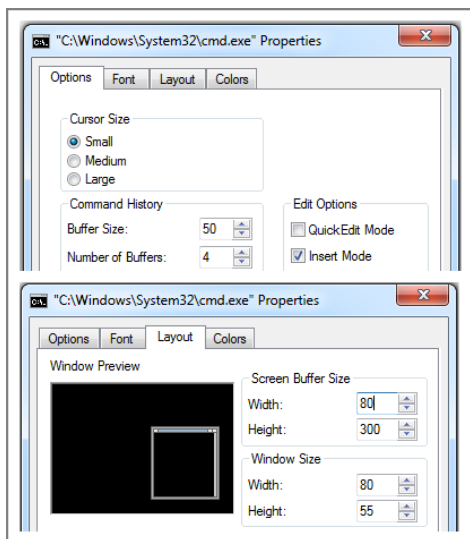 "C:\Windows\System32\cmd.exe" Properties
Options Font Layout Colors
Cursor Size
Small
Medium
Large
Command History
Buffer Size: 50
Number of Buffers: 4
Edit Options
QuickEdit Mode
Insert Mode
"C:\Windows\System32\cmd.exe" Properties
Options Font Layout Colors
Window Preview
Screen Buffer Size
Width: 80
Height: 300
Window Size
Width: 80
Height: 55